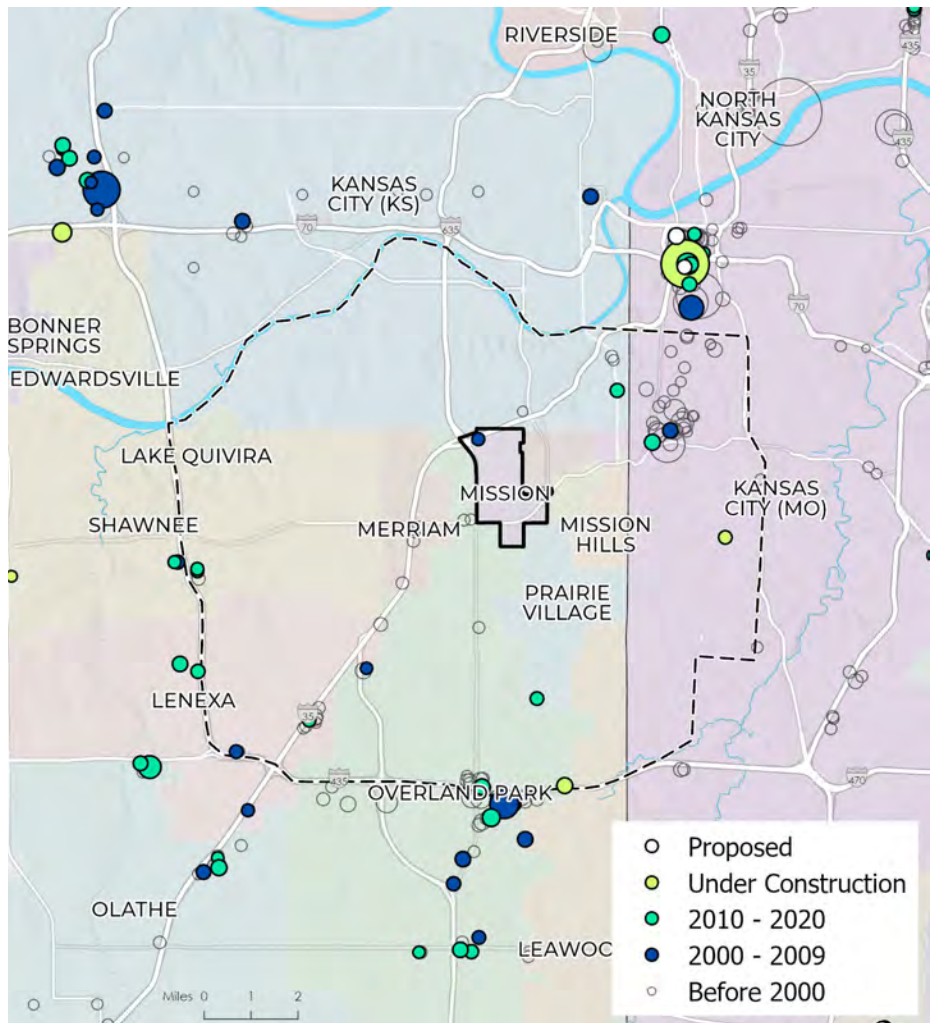 RIVERSIDE
435
35
NORTH
KANSAS
CITY
435
KANSAS
CITY (KS)
70
635
BONNER
SPRINGS
70
EDWARDSVILLE
LAKE QUIVIRA
MISSION
KANSAS
CITY (MO)
SHAWNEE
MERRIAM
MISSION
HILLS
PRAIRIE
VILLAGE
LENEXA
35
435
OVERLAND PARK
470
OLATHE
LEAWOO
Miles 0 1 2
Proposed
Under Construction
2010 - 2020
2000 - 2009
Before 2000